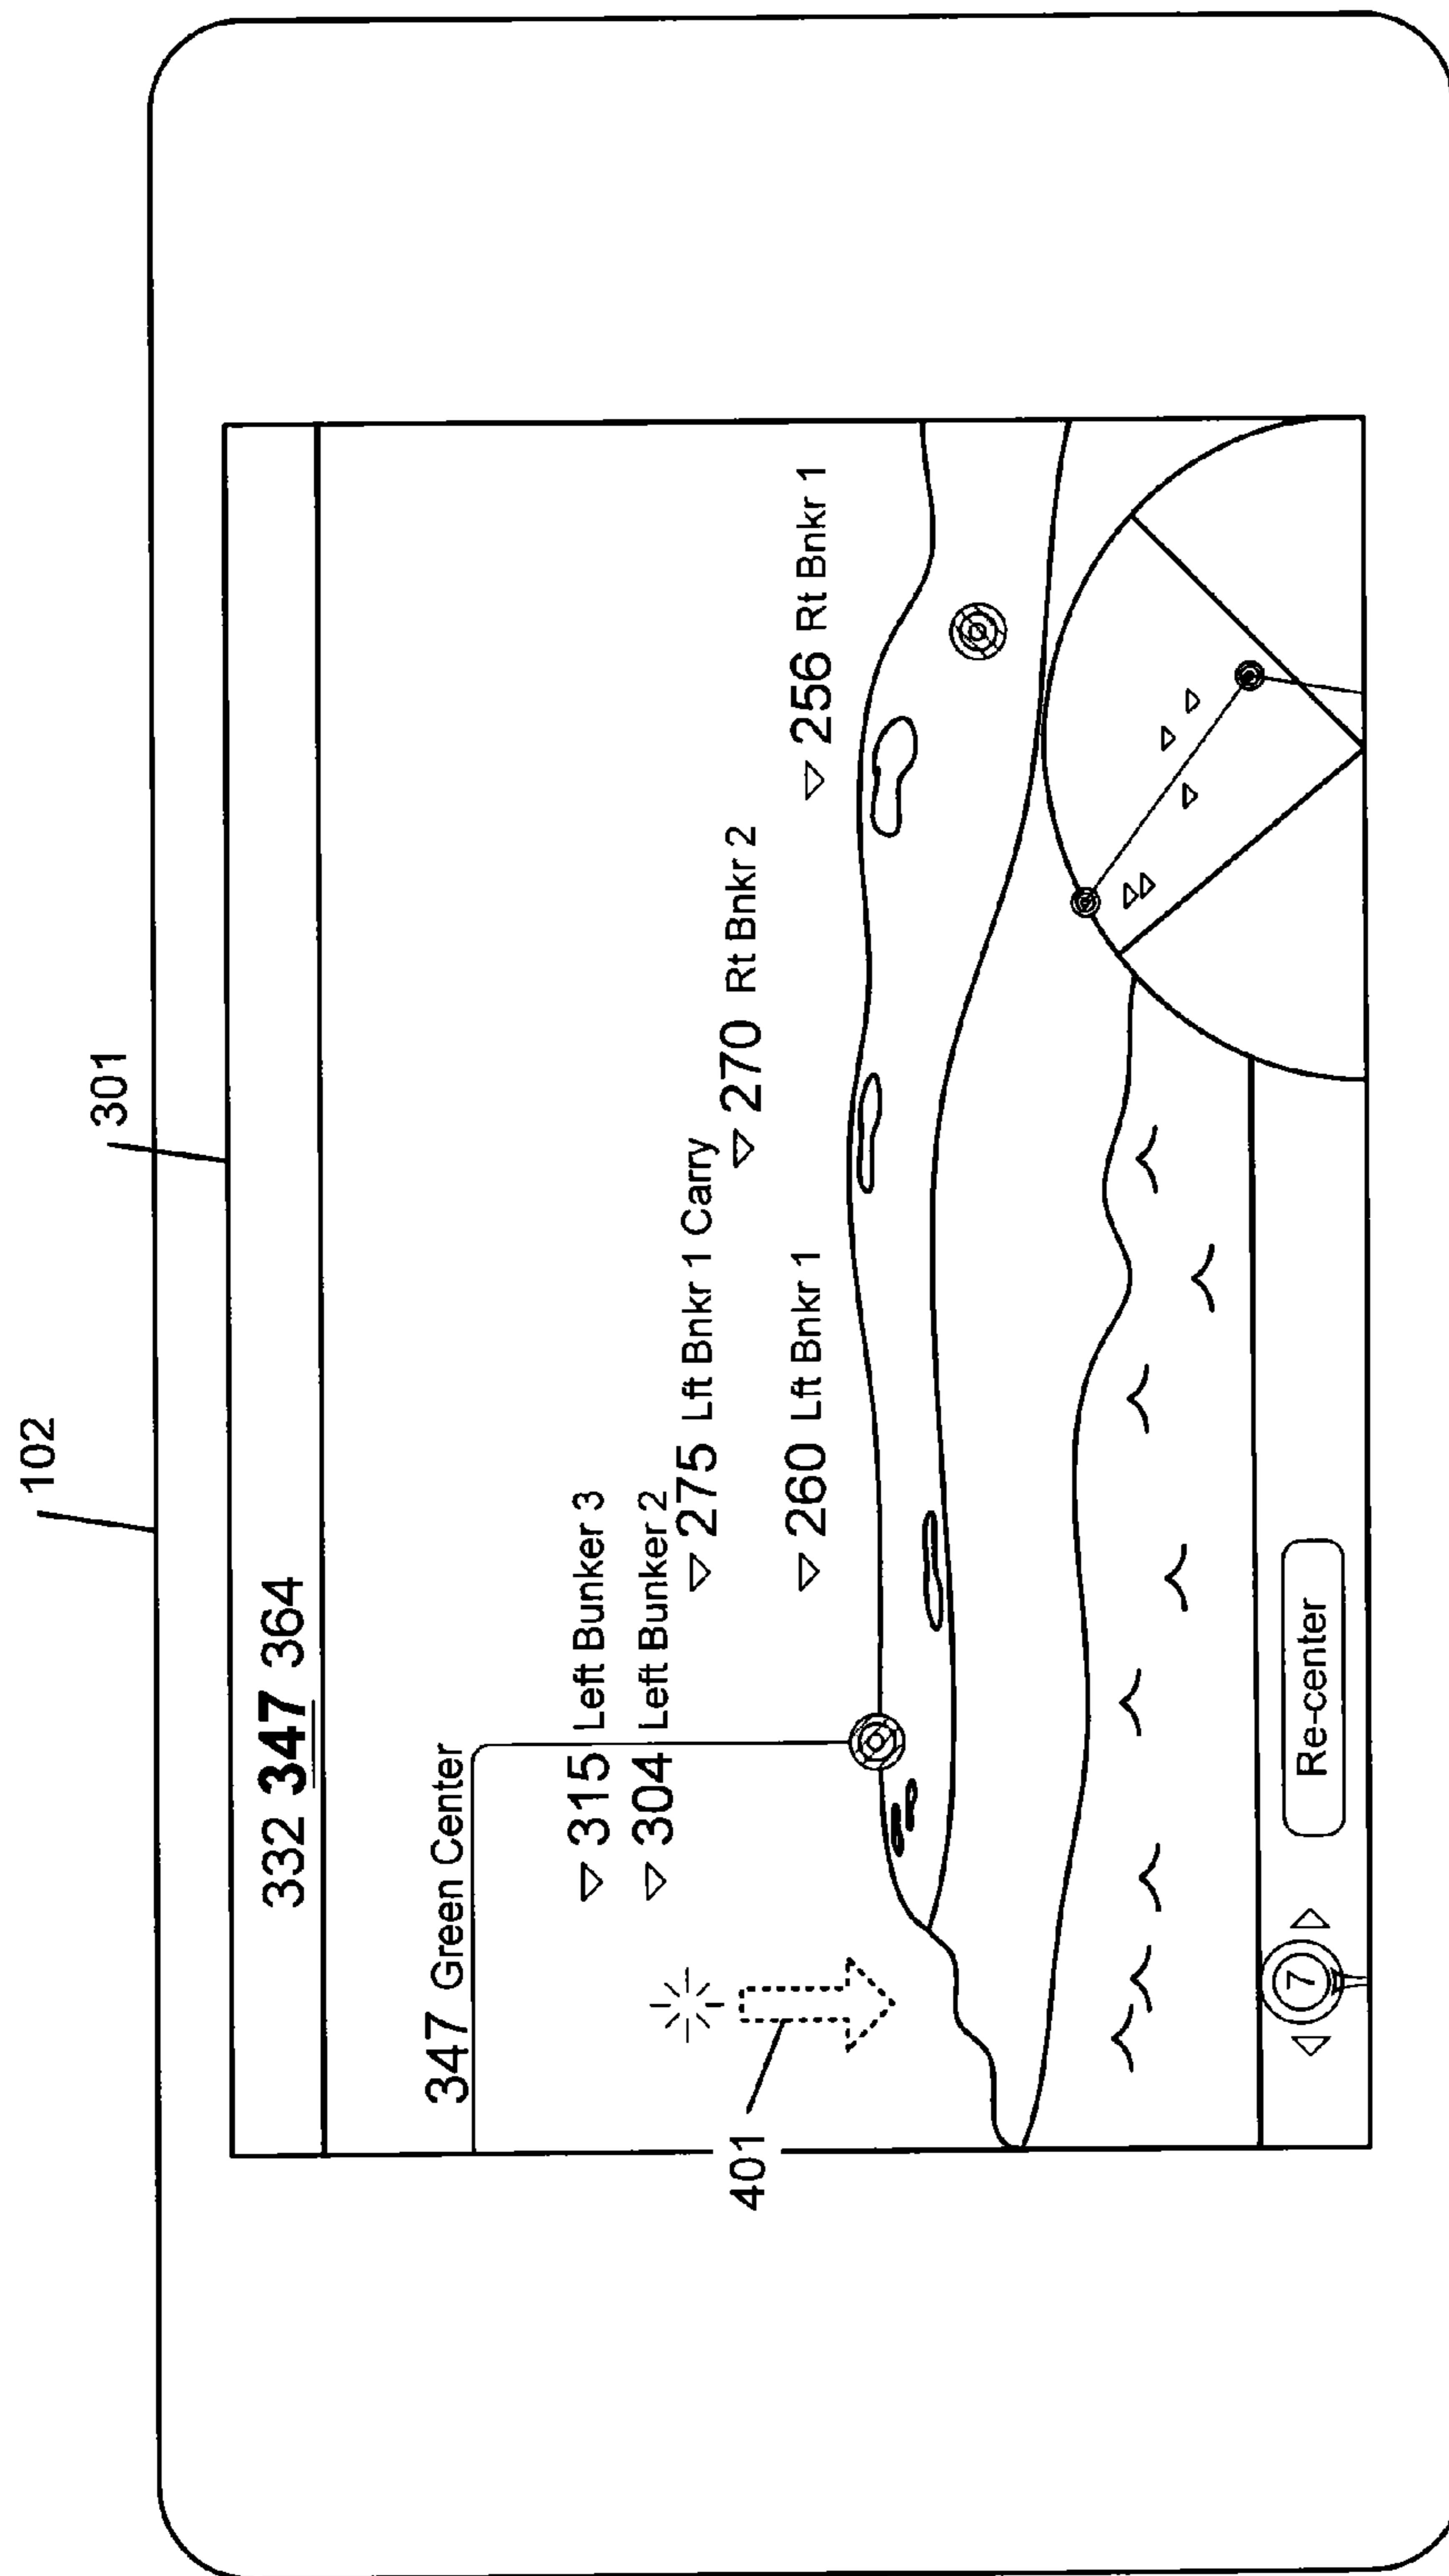 102
301
332 347 364
347 Green Center
315 Left Bunker 3
304 Left Bunker 2
275 Lft Bnkr 1 Carry
270 Rt Bnkr 2
260 Lft Bnkr 1
256 Rt Bnkr 1
401
7
Re-center